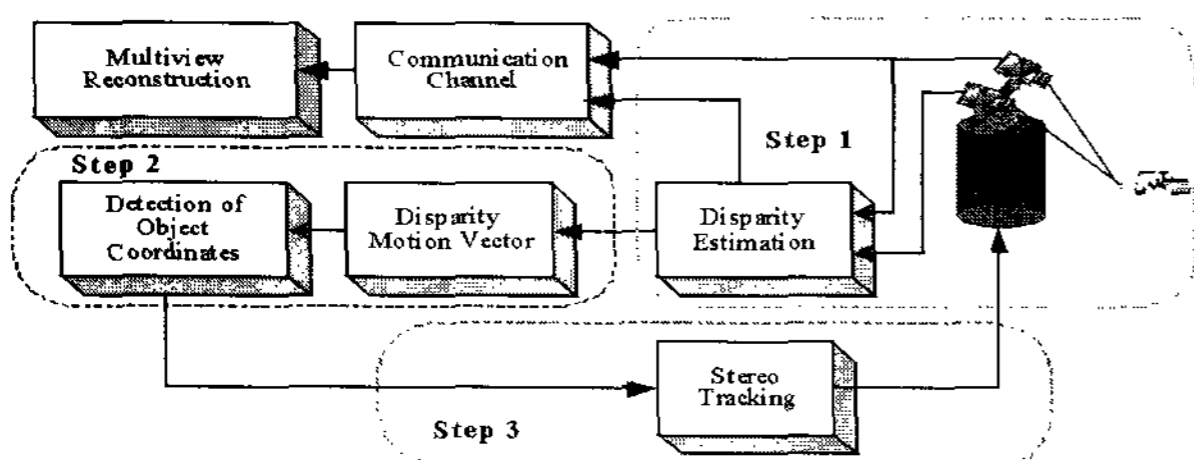 Multiview
Reconstruction
Communication
Channel
Step 1
Step 2
Detection of
Object
Coordinates
Disparity
Motion Vector
Disparity
Estimation
Stereo
Tracking
Step 3